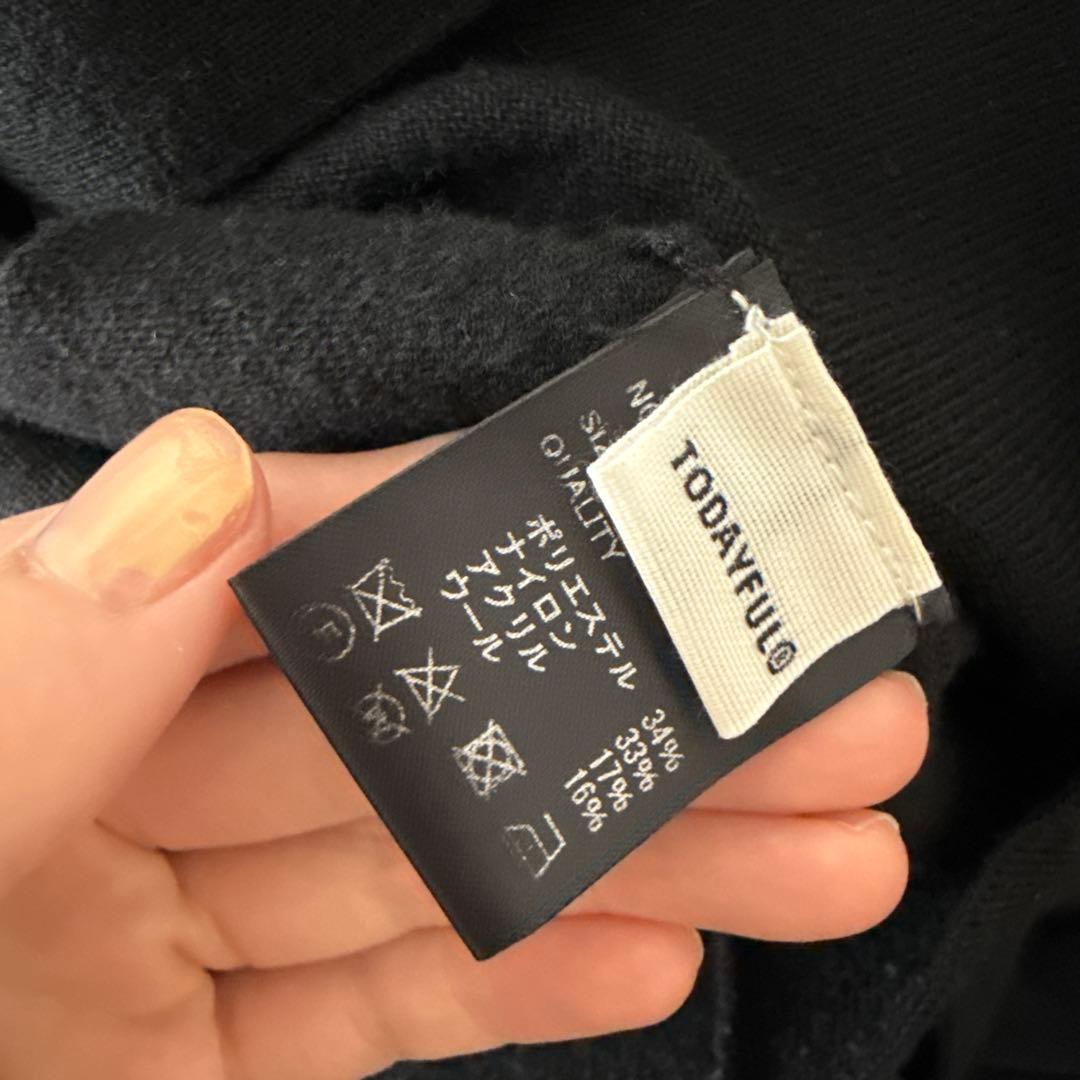 TODAYFUL®
QUALITY
ポリエステル 34%
ナイロン 33%
アクリル 17%
ウール 16%